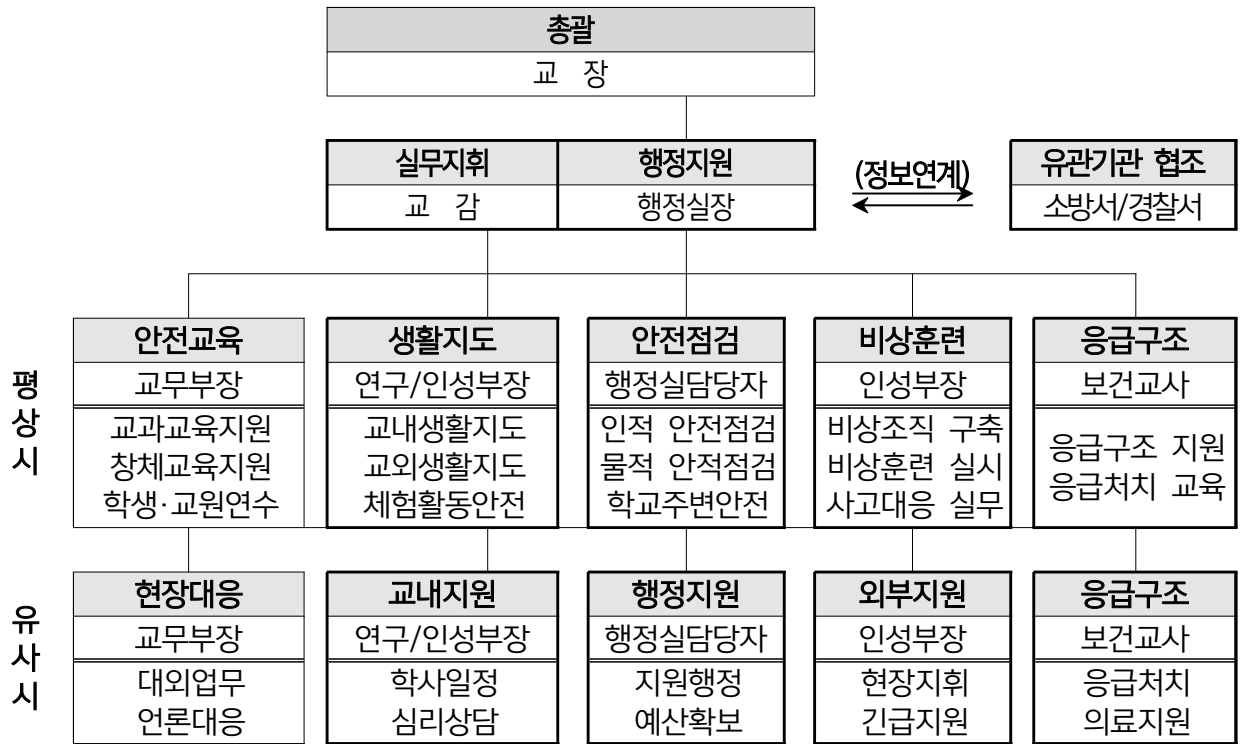 총괄
교 장
실무지휘
교 감
행정지원
행정실장
(정보연계)
유관기관 협조
소방서/경찰서
평상시
안전교육
교무부장
교과교육지원
창체교육지원
학생·교원연수
생활지도
연구/인성부장
교내생활지도
교외생활지도
체험활동안전
안전점검
행정실담당자
인적 안전점검
물적 안적점검
학교주변안전
비상훈련
인성부장
비상조직 구축
비상훈련 실시
사고대응 실무
응급구조
보건교사
응급구조 지원
응급처치 교육
유사시
현장대응
교무부장
대외업무
언론대응
교내지원
연구/인성부장
학사일정
심리상담
행정지원
행정실담당자
지원행정
예산확보
외부지원
인성부장
현장지휘
긴급지원
응급구조
보건교사
응급처치
의료지원